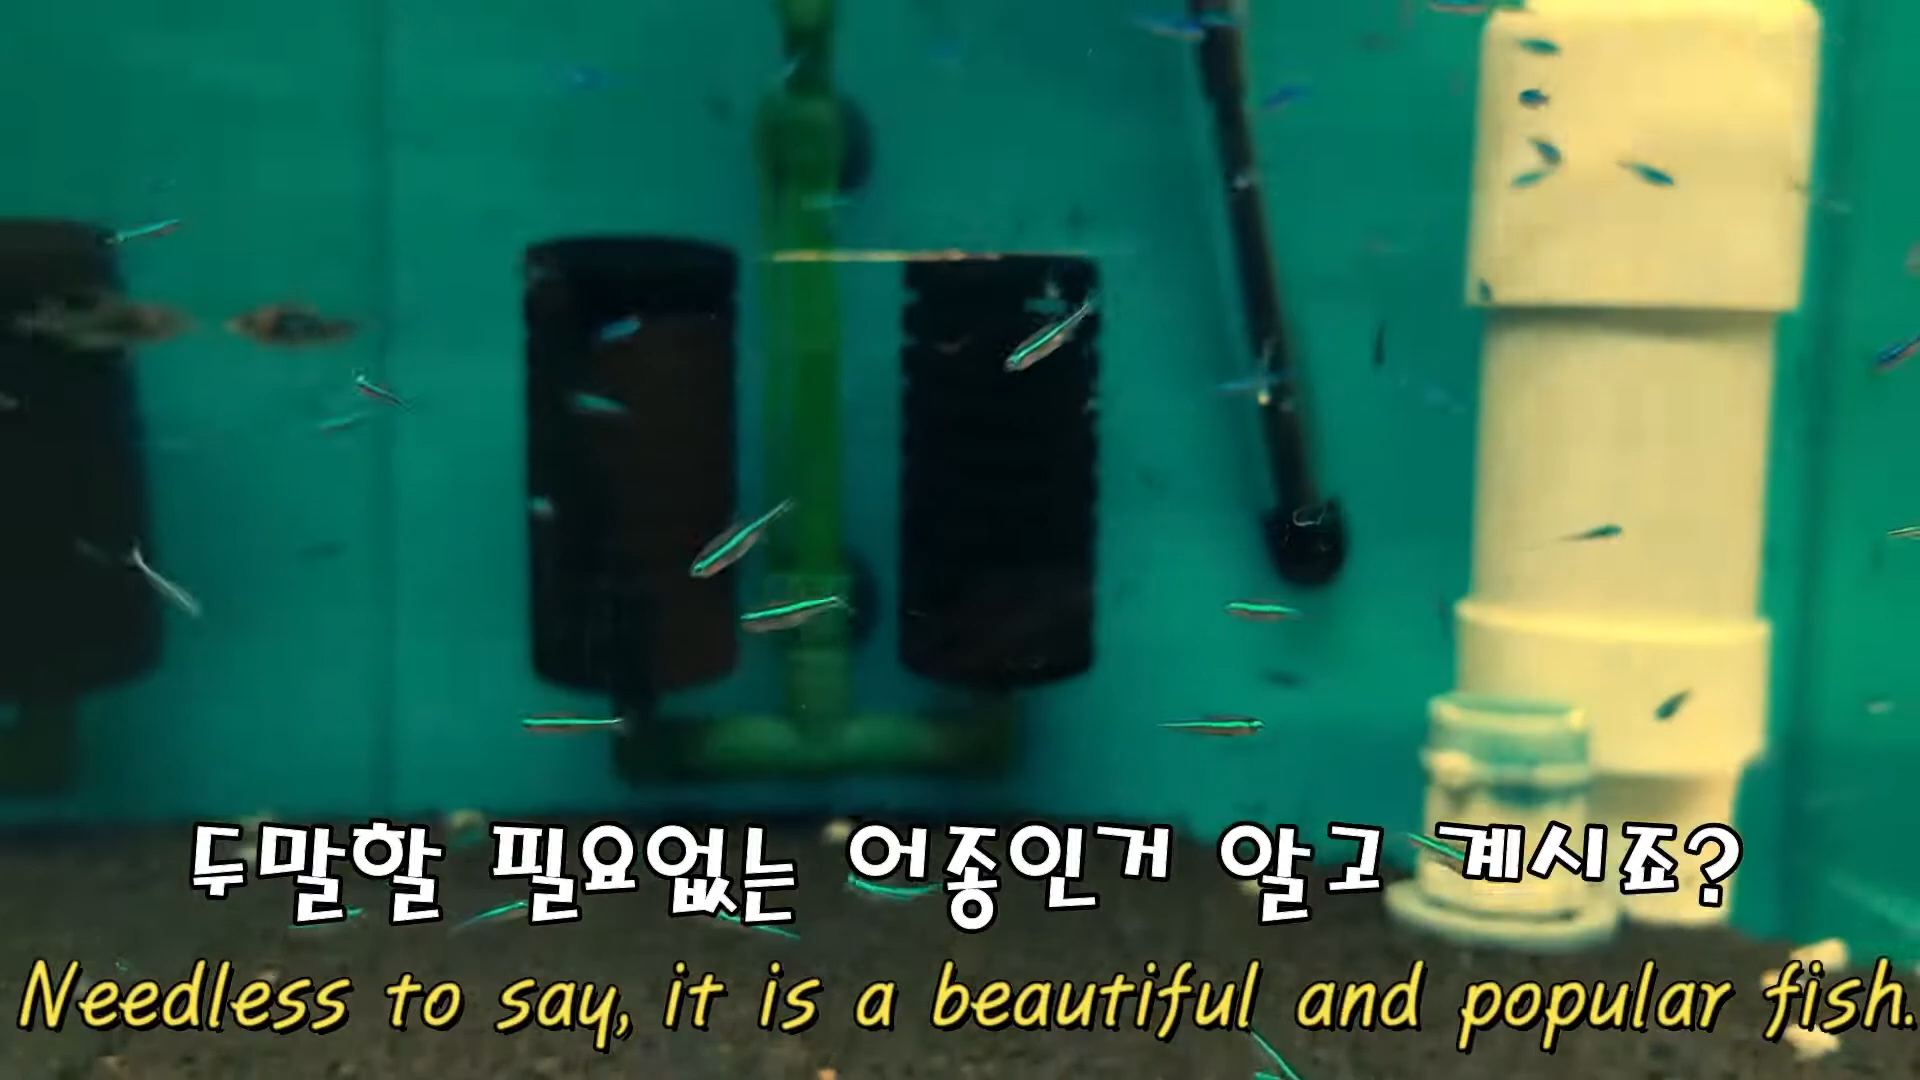 두말할 필요없는 어종인거 알고 계시죠?
Needless to say, it is a beautiful and popular fish.